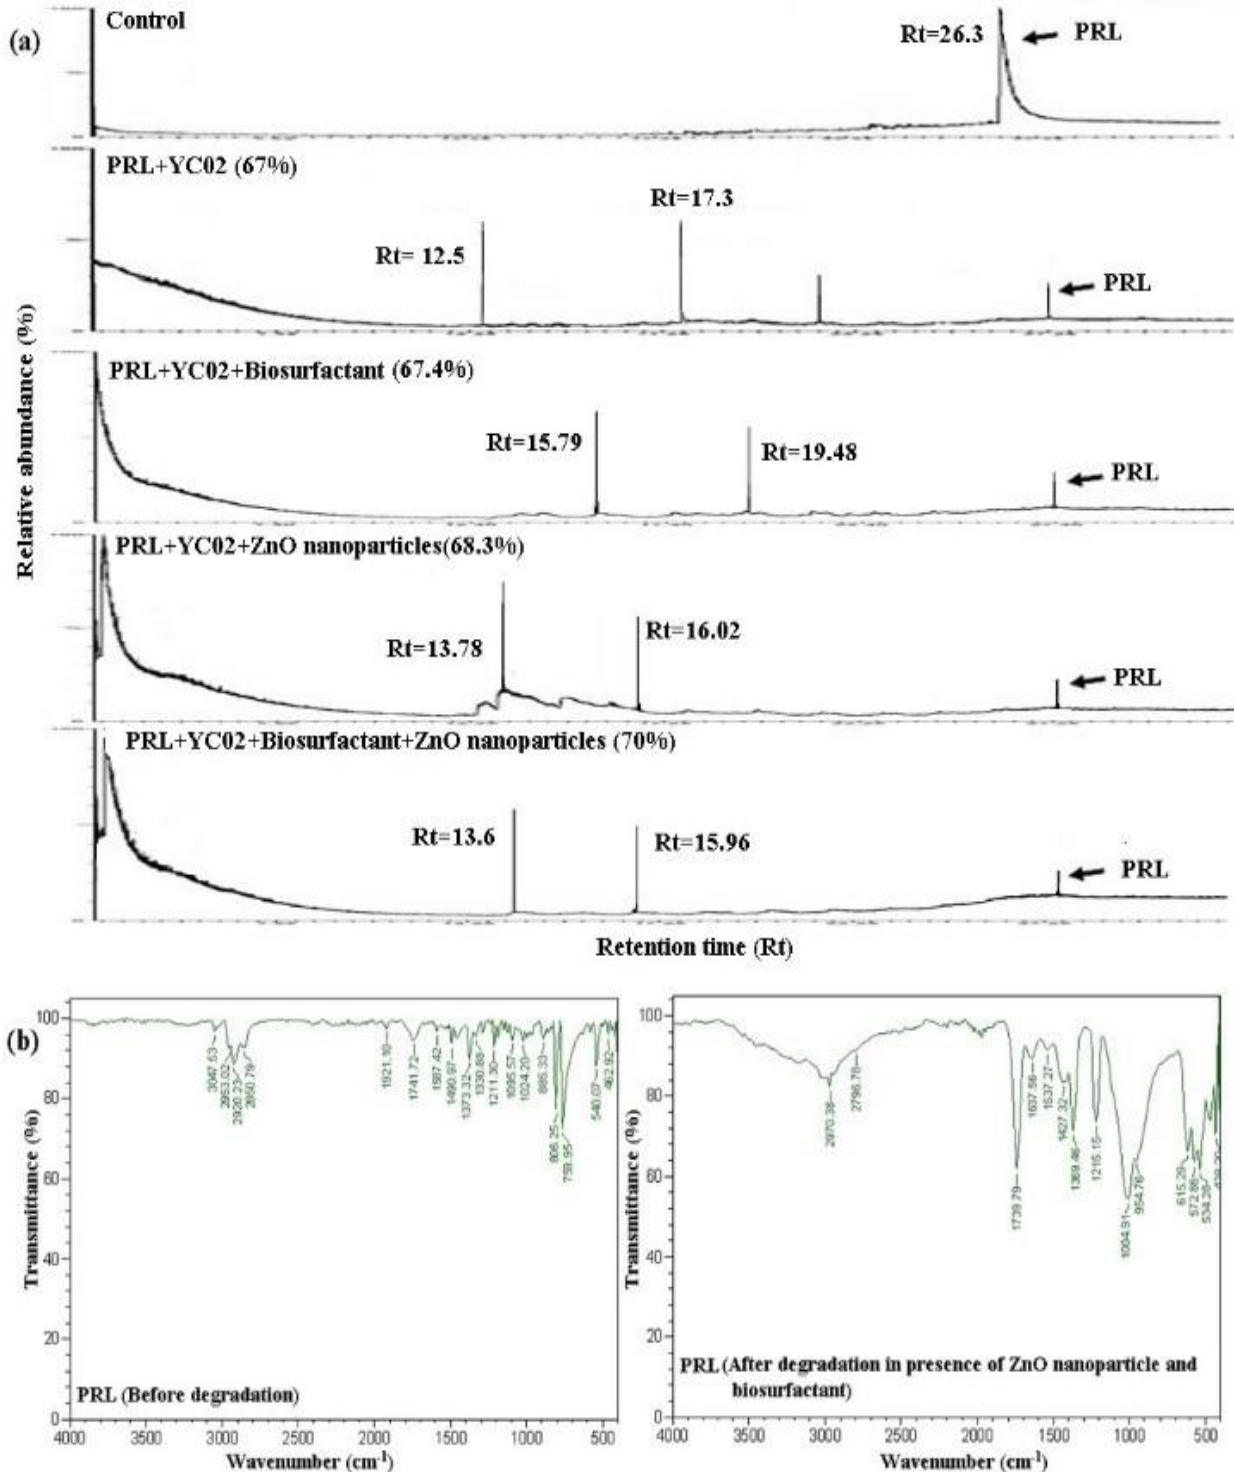 (a)
Control
Rt=26.3
PRL
PRL+YC02 (67%)
Rt= 12.5
Rt=17.3
PRL
PRL+YC02+Biosurfactant (67.4%)
Rt=15.79
Rt=19.48
PRL
PRL+YC02+ZnO nanoparticles(68.3%)
Rt=13.78
Rt=16.02
PRL
PRL+YC02+Biosurfactant+ZnO nanoparticles (70%)
Rt=13.6
Rt=15.96
PRL
Relative abundance (%)
Retention time (Rt)
(b)
Transmittance (%)
100
80
60
40
20
0
3047.53
2953.02
2920.23
2850.79
1921.10
1741.72
1587.42
1490.97
1373.32
1330.88
1211.30
1095.57
1024.20
885.33
806.25
759.95
540.07
462.92
PRL (Before degradation)
4000 3000 2500 2000 1500 1000 500
Wavenumber (cm-1)
Transmittance (%)
100
80
60
40
20
0
2970.38
2796.78
1739.79
1637.56
1537.27
1427.32
1369.46
1215.15
1004.91
954.76
615.29
572.86
534.28
PRL (After degradation in presence of ZnO nanoparticle and
biosurfactant)
4000 3500 3000 2500 2000 1500 1000 500
Wavenumber (cm-1)